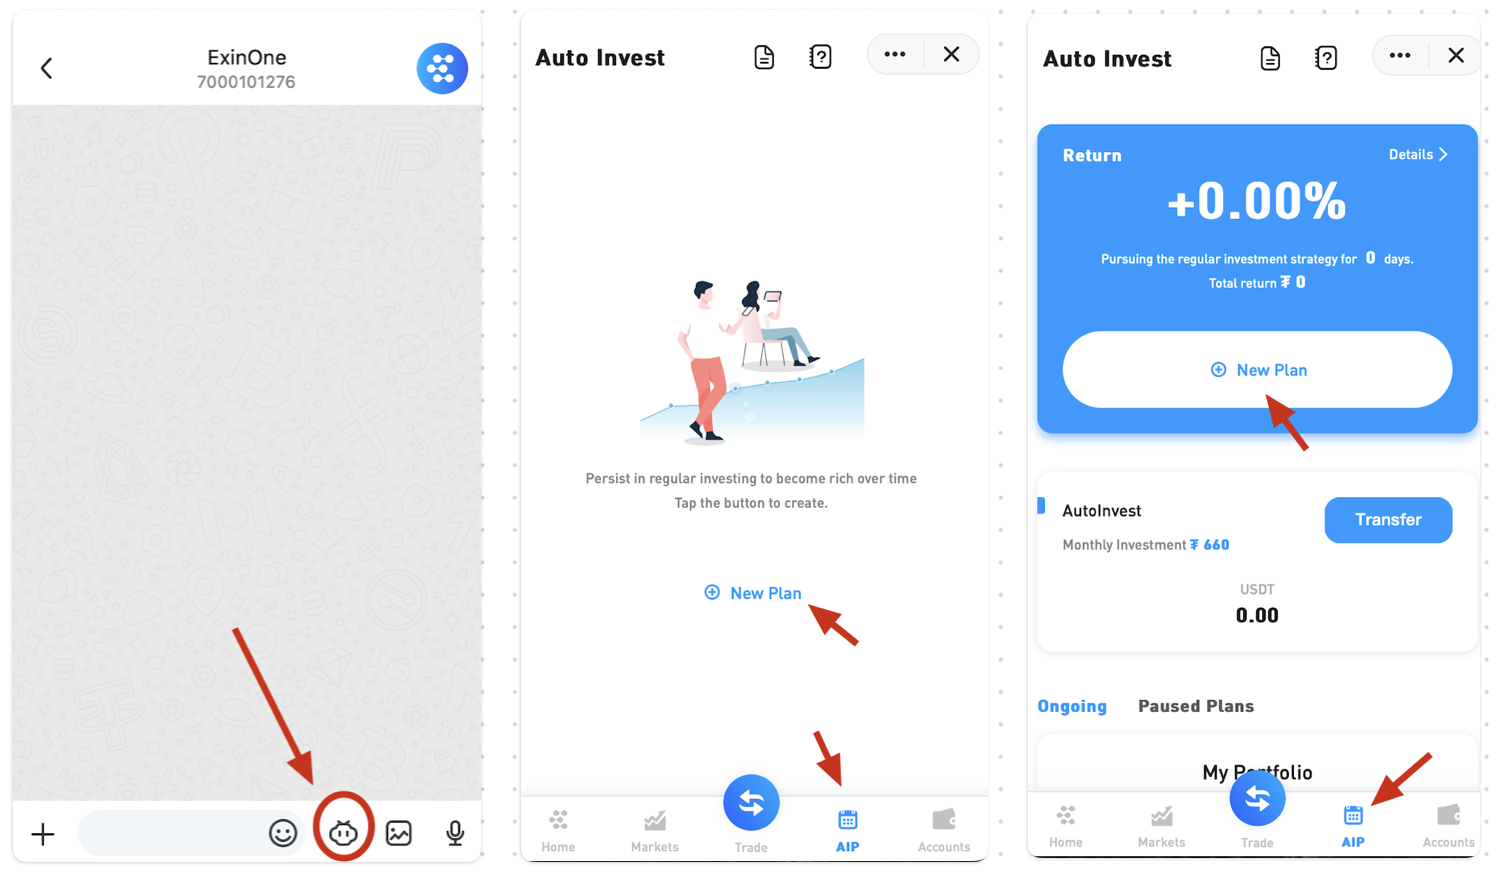 ExinOne
7000101276
Auto Invest
Persist in regular investing to become rich over time
Tap the button to create.
New Plan
Home
Markets
Trade
AIP
Accounts
Auto Invest
Return
Details
+0.00%
Pursuing the regular investment strategy for 0 days.
Total return ₮ 0
New Plan
AutoInvest
Transfer
Monthly Investment ₮ 660
USDT
0.00
Ongoing
Paused Plans
My Portfolio
Home
Markets
Trade
AIP
Accounts